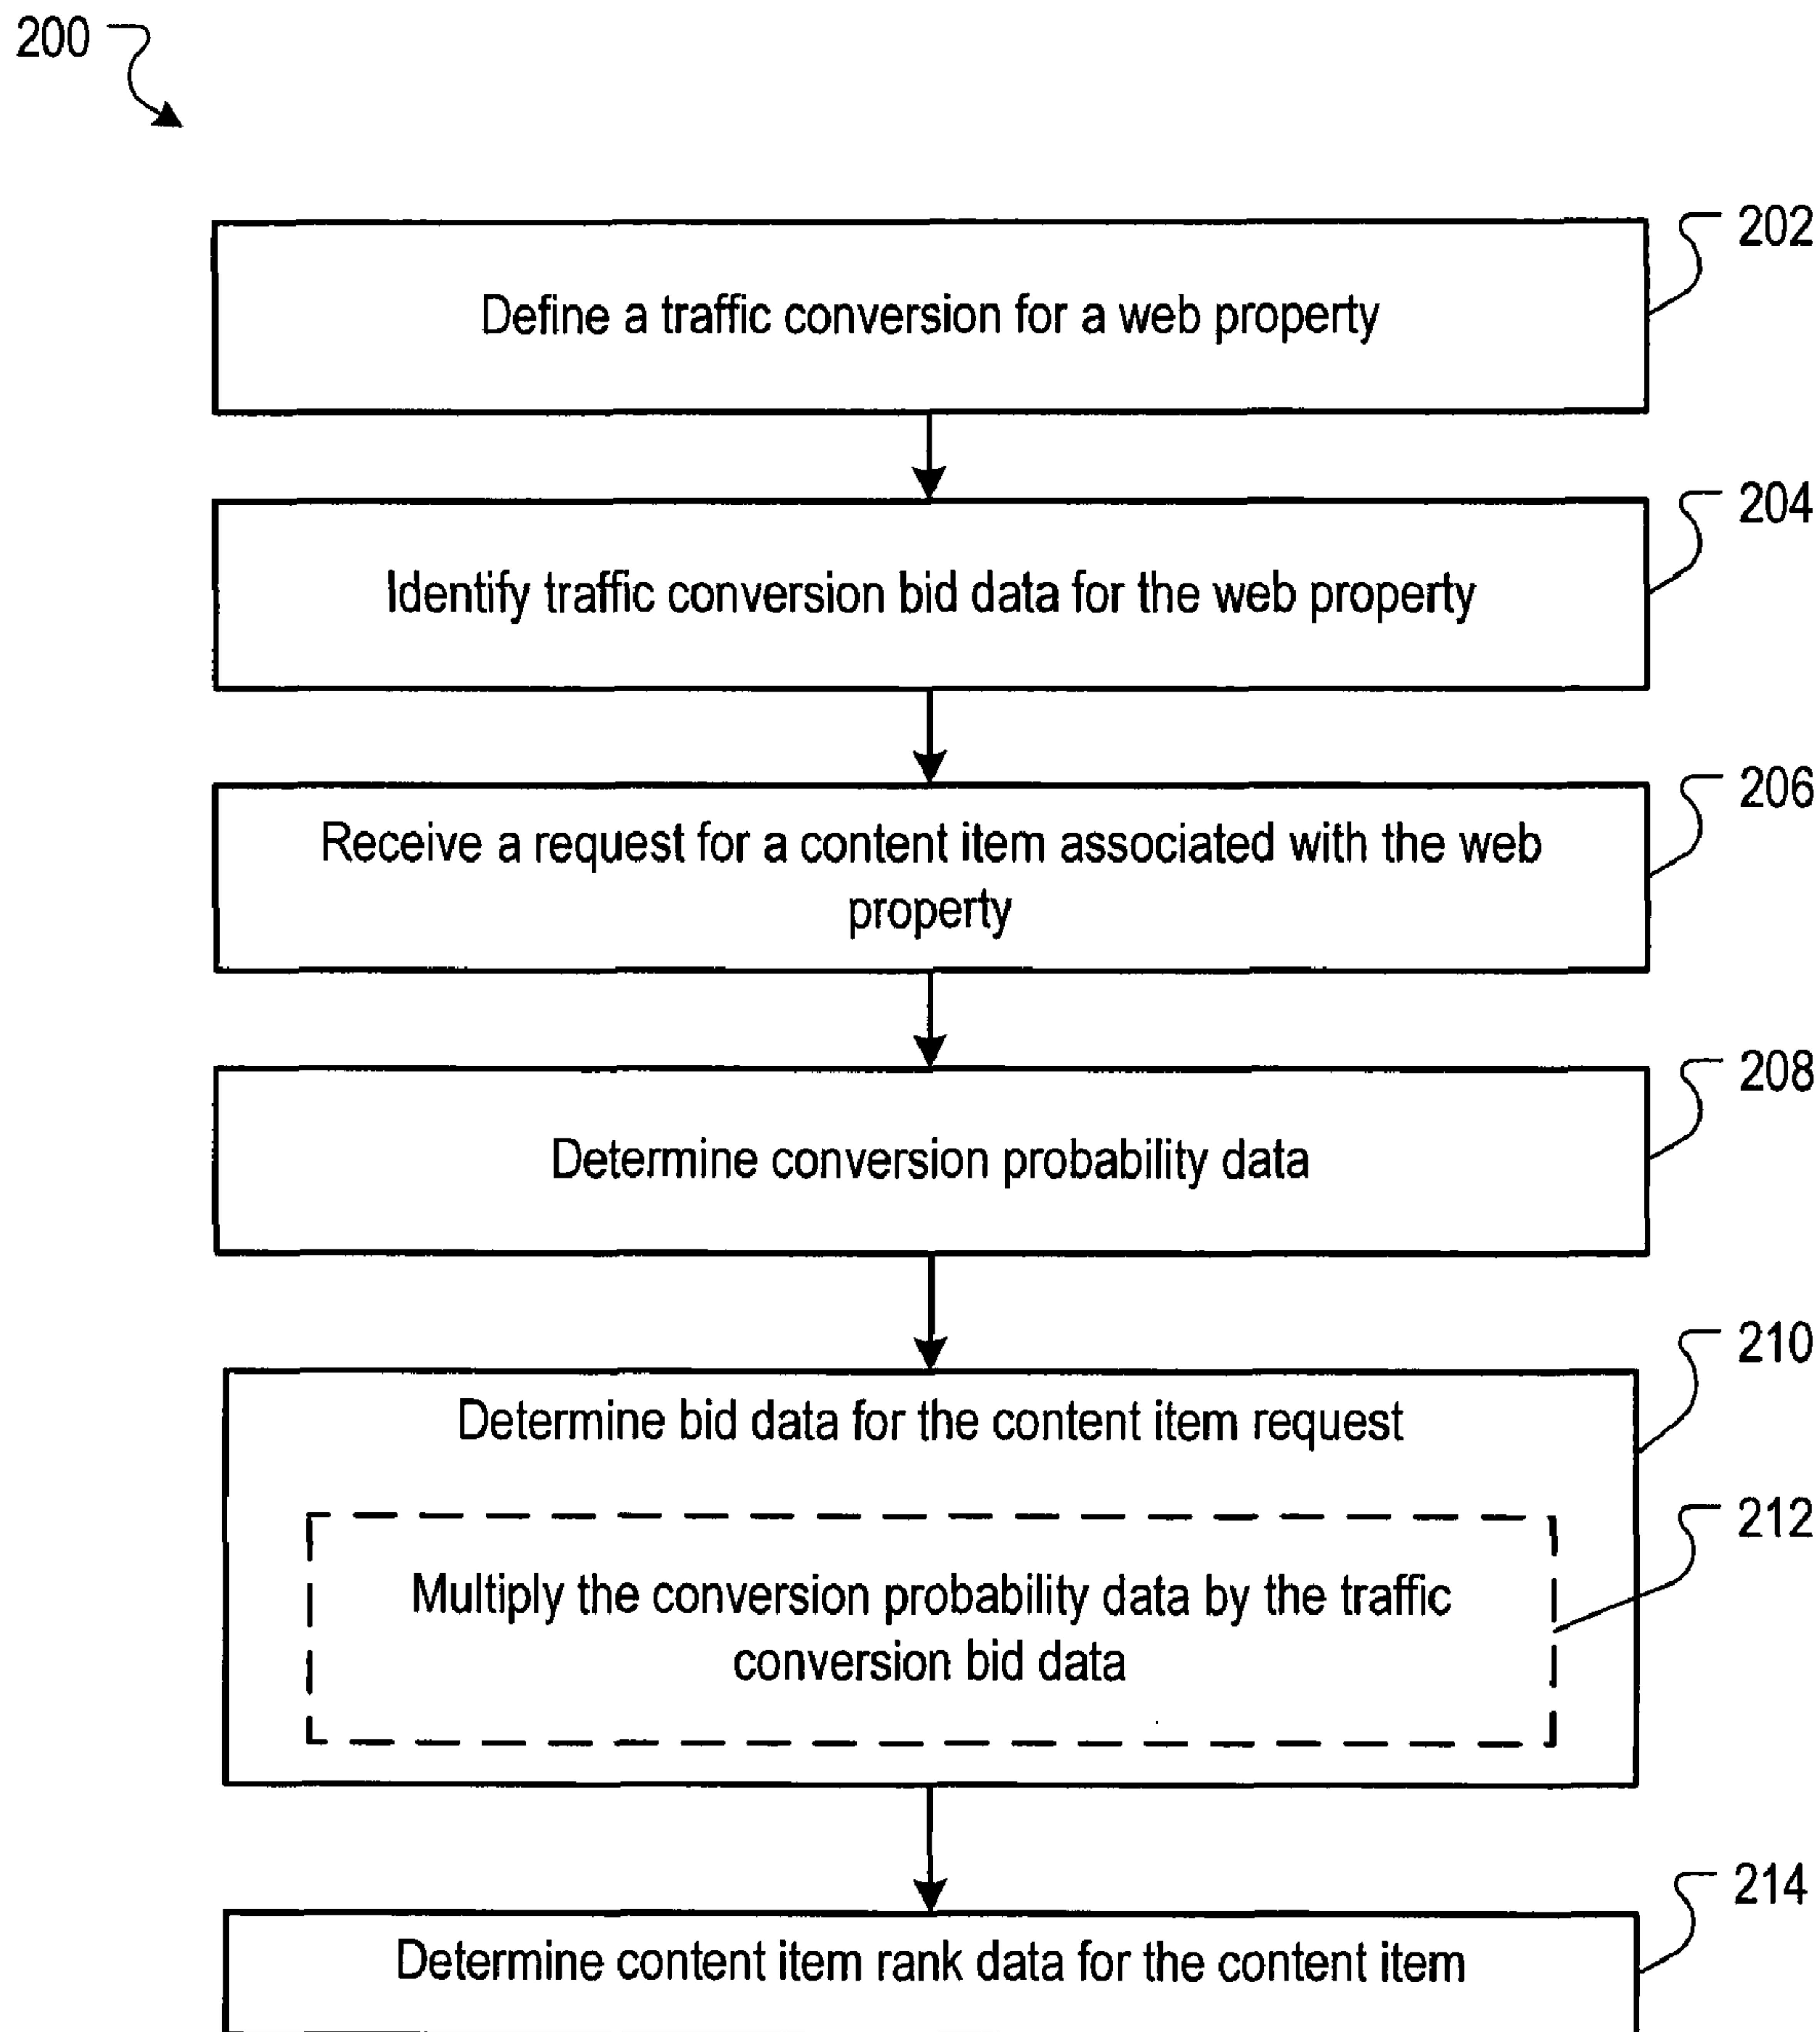 200
202
Define a traffic conversion for a web property
204
Identify traffic conversion bid data for the web property
206
Receive a request for a content item associated with the web
property
208
Determine conversion probability data
210
Determine bid data for the content item request
212
Multiply the conversion probability data by the traffic
conversion bid data
214
Determine content item rank data for the content item